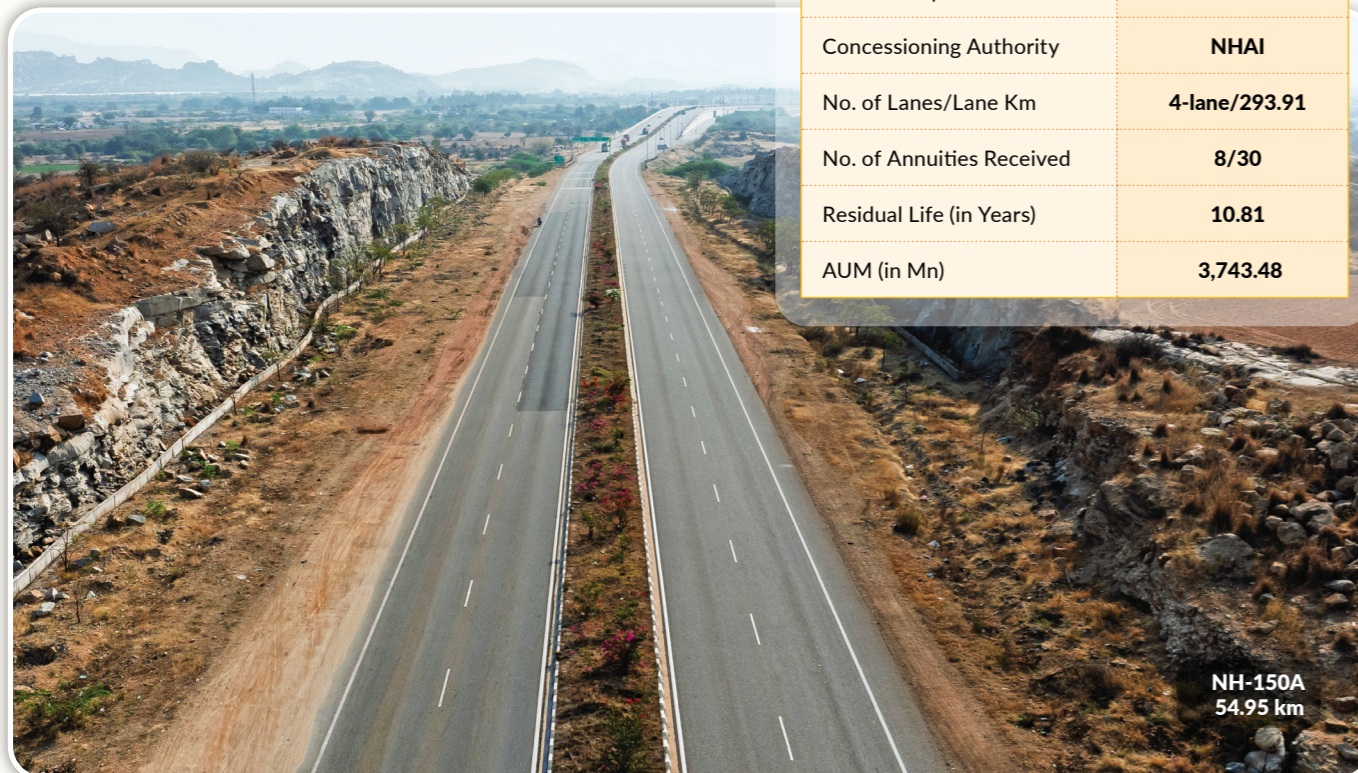 Concessioning Authority NHAI
No. of Lanes/Lane Km 4-lane/293.91
No. of Annuities Received 8/30
Residual Life (in Years) 10.81
AUM (in Mn) 3,743.48
NH-150A
54.95 km